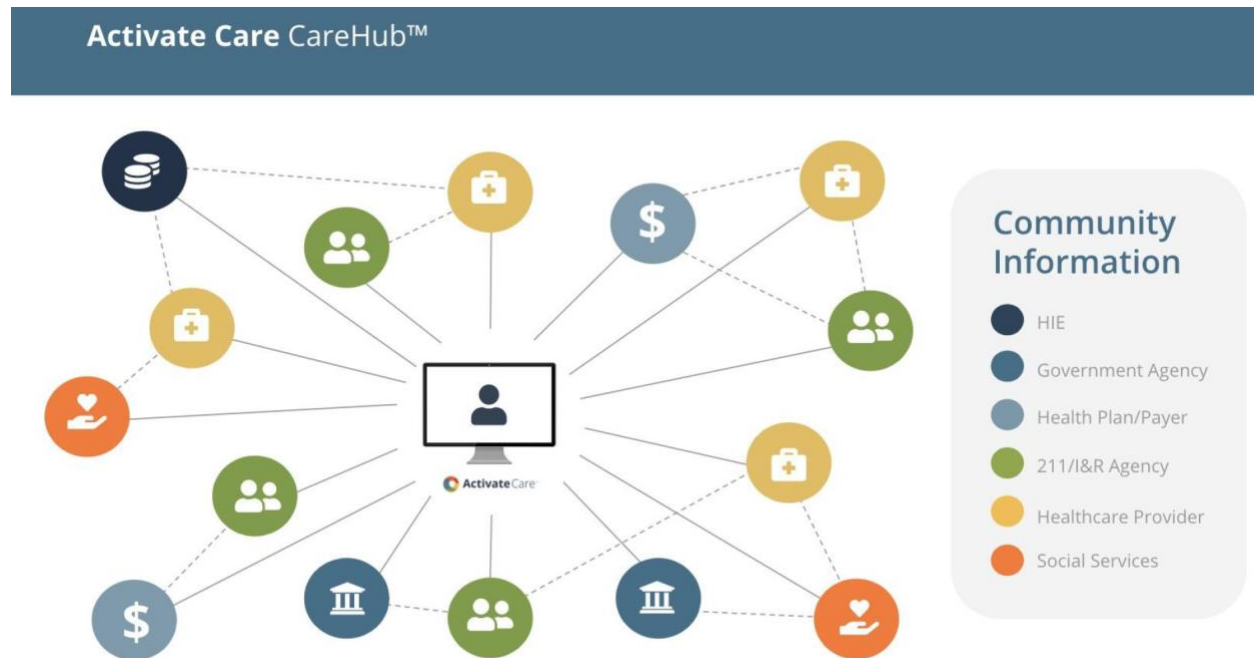 Activate Care CareHub™
$
Community
Information
HIE
Government Agency
Health Plan/Payer
211/I&R Agency
Healthcare Provider
Social Services
ActivateCare
$